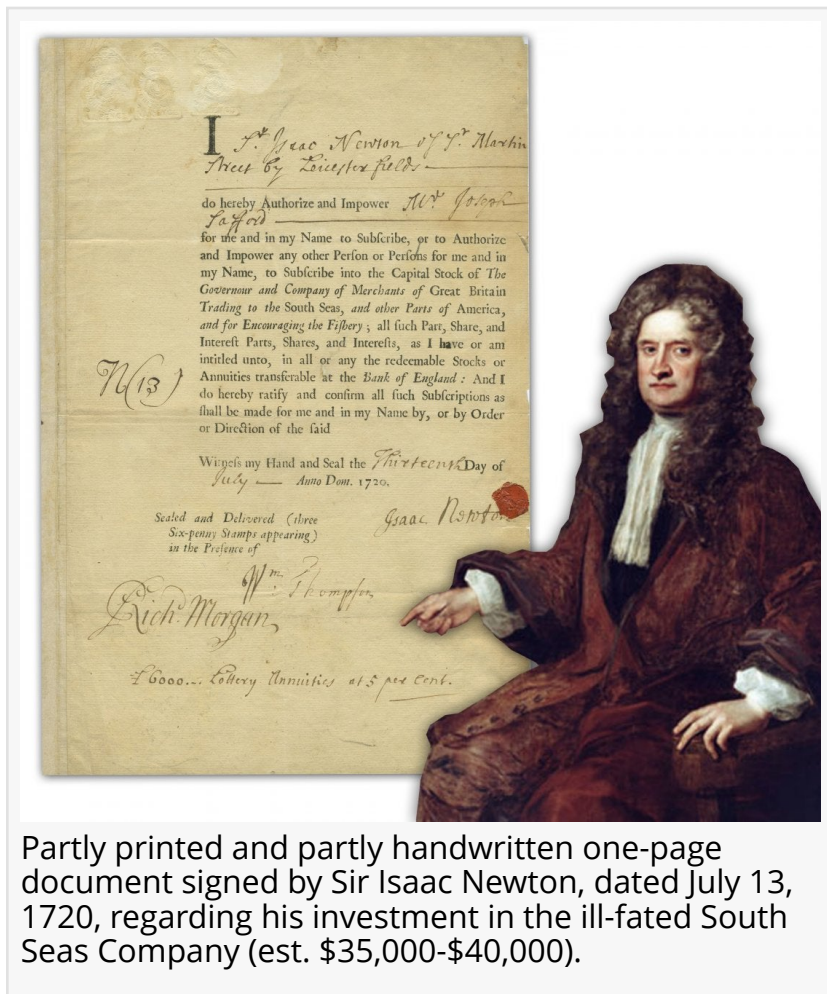 I Sr. Isaac Newton of St. Martin
Street by Leicester fields
do hereby Authorize and Impower Mr. Joseph
Safford
for me and in my Name to Subſcribe, or to Authorize
and Impower any other Perſon or Perſons for me and in
my Name, to Subſcribe into the Capital Stock of The
Governour and Company of Merchants of Great Britain
Trading to the South Seas, and other Parts of America,
and for Encouraging the Fiſhery ; all ſuch Part, Share, and
Intereſt Parts, Shares, and Intereſts, as I have or am
intitled unto, in all or any the redeemable Stocks or
Annuities transferable at the Bank of England : And I
do hereby ratify and confirm all ſuch Subſcriptions as
ſhall be made for me and in my Name by, or by Order
or Direction of the ſaid
N(13)
Witneſs my Hand and Seal the Thirteenth Day of
July Anno Dom. 1720.
Isaac Newton
Sealed and Delivered (three
Six-penny Stamps appearing)
in the Preſence of
Wm. Thompson
Richd. Morgan
£6000.-. Lottery Annuities at 5 per Cent.
Partly printed and partly handwritten one-page
document signed by Sir Isaac Newton, dated July 13,
1720, regarding his investment in the ill-fated South
Seas Company (est. $35,000-$40,000).